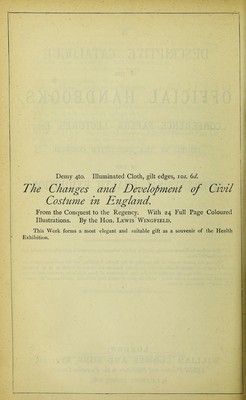 Demy 4to. Illuminated Cloth, gilt edges, 10s. 6d.
The Changes and Development of Civil
Costume in England.
From the Conquest to the Regency. With 24 Full Page Coloured
Illustrations. By the Hon. Lewis Wingfield.
This Work forms a most elegant and suitable gift as a souvenir of the Health
Exhibition.